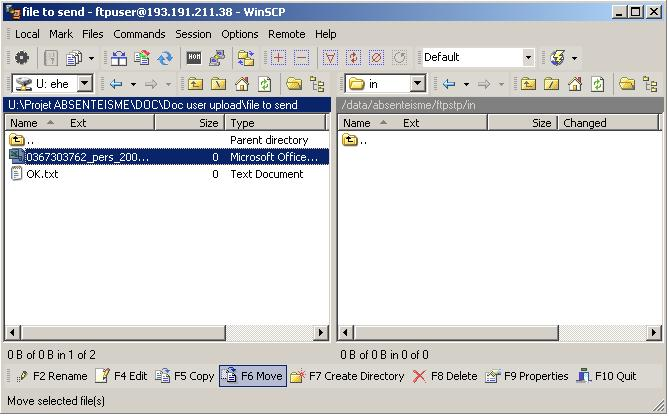 file to send - ftpuser@193.191.211.38 - WinSCP
Local Mark Files Commands Session Options Remote Help
Default
U: ehe in
U:\Projet ABSENTEISME\DOC\Doc user upload\file to send /data/absenteisme/ftpstp/in
Name Ext Size Type Name Ext Size Changed
.. Parent directory ..
0367303762_pers_200... 0 Microsoft Office...
OK.txt 0 Text Document
0 B of 0 B in 1 of 2 0 B of 0 B in 0 of 0
F2 Rename F4 Edit F5 Copy F6 Move F7 Create Directory F8 Delete F9 Properties F10 Quit
Move selected file(s)